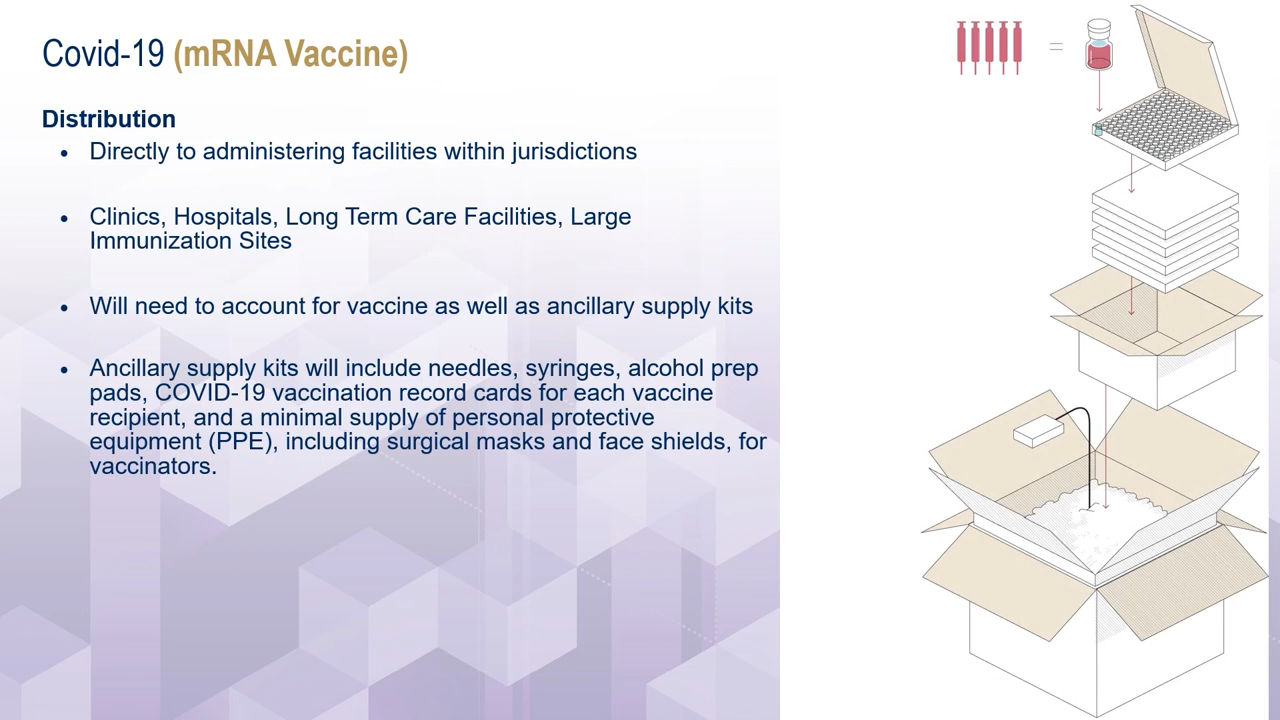 Covid-19 (mRNA Vaccine)
Distribution
• Directly to administering facilities within jurisdictions
• Clinics, Hospitals, Long Term Care Facilities, Large
Immunization Sites
• Will need to account for vaccine as well as ancillary supply kits
• Ancillary supply kits will include needles, syringes, alcohol prep
pads, COVID-19 vaccination record cards for each vaccine
recipient, and a minimal supply of personal protective
equipment (PPE), including surgical masks and face shields, for
vaccinators.
=